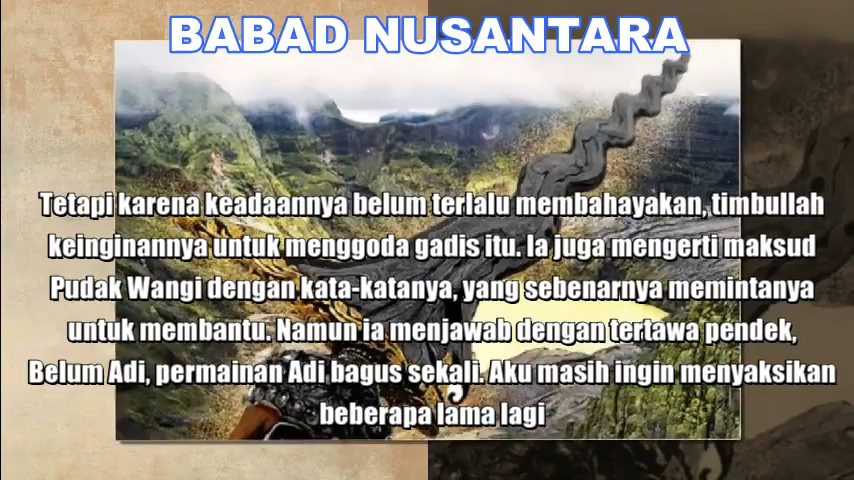 BABAD NUSANTARA
Tetapi karena keadaannya belum terlalu membahayakan, timbullah
keinginannya untuk menggoda gadis itu. Ia juga mengerti maksud
Pudak Wangi dengan kata-katanya, yang sebenarnya memintanya
untuk membantu. Namun ia menjawab dengan tertawa pendek,
Belum Adi, permainan Adi bagus sekali. Aku masih ingin menyaksikan
beberapa lama lagi